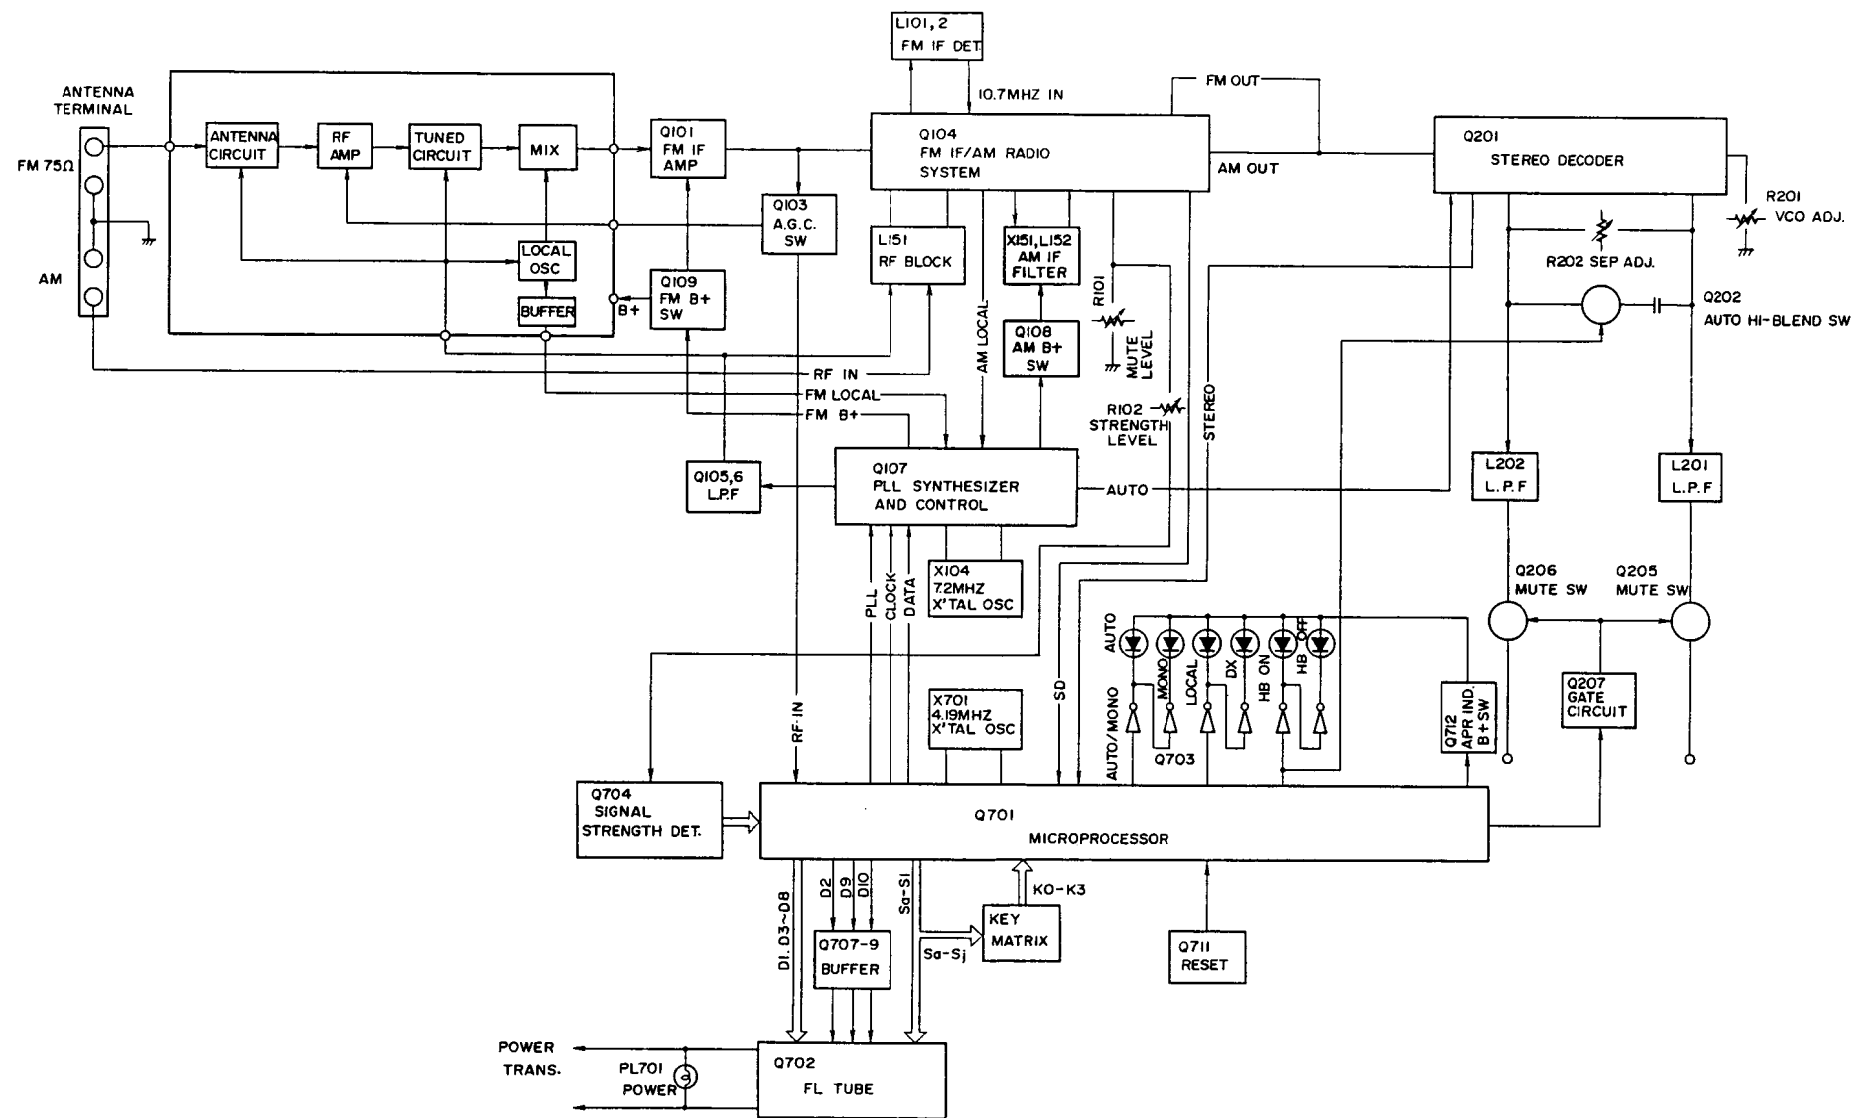 L101, 2
FM IF DET.
10.7MHZ IN
FM OUT
ANTENNA
TERMINAL
FM 75Ω
AM
ANTENNA
CIRCUIT
RF
AMP
TUNED
CIRCUIT
MIX
LOCAL
OSC
BUFFER
B+
Q101
FM IF
AMP
Q103
A.G.C.
SW
Q109
FM B+
SW
Q104
FM IF/AM RADIO
SYSTEM
AM OUT
Q201
STEREO DECODER
R201
VCO ADJ.
R202 SEP ADJ.
Q202
AUTO HI-BLEND SW
L151
RF BLOCK
X151, L152
AM IF
FILTER
Q108
AM B+
SW
AM LOCAL
R101
MUTE
LEVEL
R102
STRENGTH
LEVEL
STEREO
RF IN
FM LOCAL
FM B+
Q105,6
L.P.F
Q107
PLL SYNTHESIZER
AND CONTROL
AUTO
L202
L.P.F
L201
L.P.F
X104
7.2MHZ
X'TAL OSC
PLL
CLOCK
DATA
RF-IN
SD
X701
4.19MHZ
X'TAL OSC
AUTO
MONO
LOCAL
DX
HB ON
HB OFF
AUTO/MONO
Q703
Q712
APR IND.
B+SW
Q206
MUTE SW
Q205
MUTE SW
Q207
GATE
CIRCUIT
Q704
SIGNAL
STRENGTH DET.
Q701
MICROPROCESSOR
D1. D3~D8
D2
D9
D10
Sa-S1
K0-K3
KEY
MATRIX
Sa-Sj
Q707-9
BUFFER
Q711
RESET
POWER
TRANS.
PL701
POWER
Q702
FL TUBE